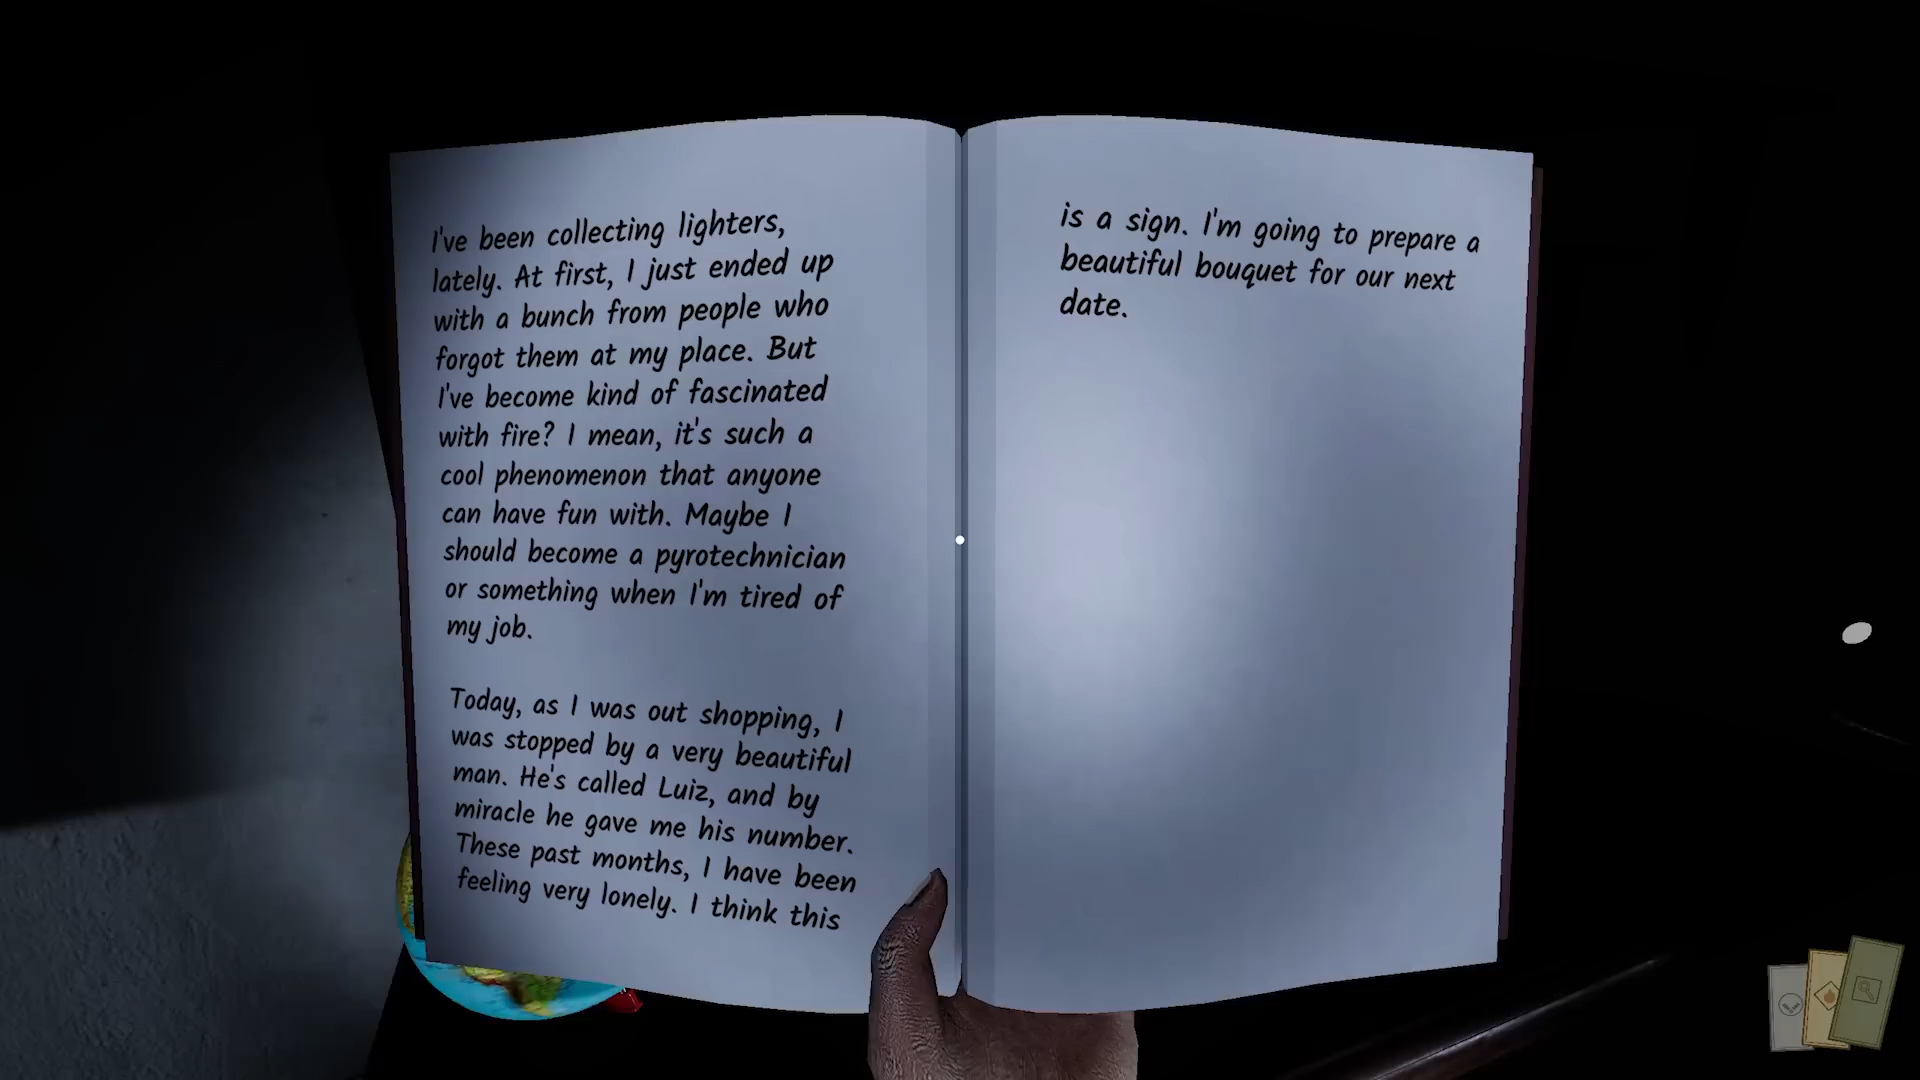 I've been collecting lighters,
lately. At first, I just ended up
with a bunch from people who
forgot them at my place. But
I've become kind of fascinated
with fire? I mean, it's such a
cool phenomenon that anyone
can have fun with. Maybe I
should become a pyrotechnician
or something when I'm tired of
my job.
Today, as I was out shopping, I
was stopped by a very beautiful
man. He's called Luiz, and by
miracle he gave me his number.
These past months, I have been
feeling very lonely. I think this
is a sign. I'm going to prepare a
beautiful bouquet for our next
date.